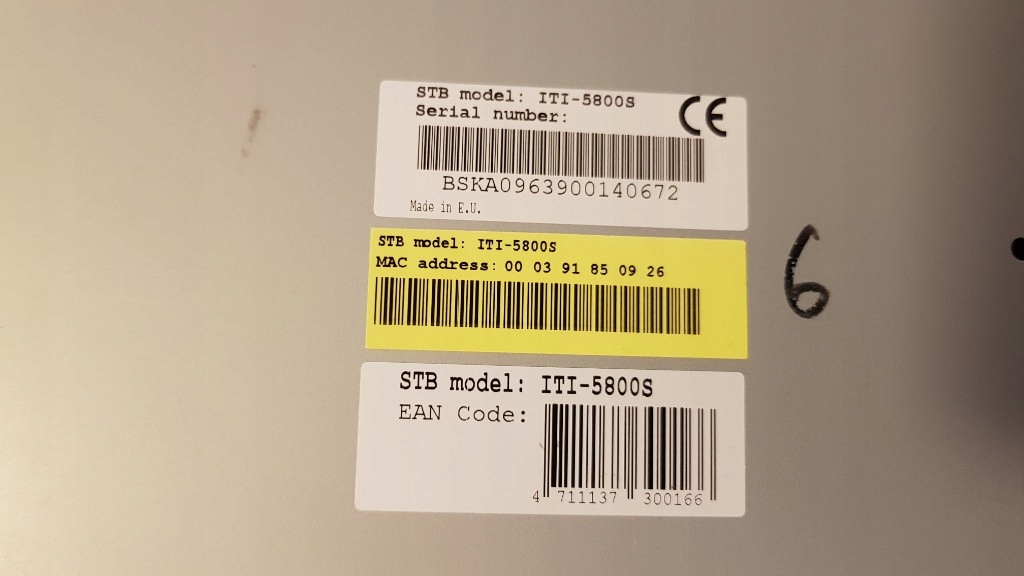 STB model: ITI-5800S
Serial number:
CE
BSKA0963900140672
Made in E.U.
STB model: ITI-5800S
MAC address: 00 03 91 85 09 26
6
STB model: ITI-5800S
EAN Code:
4 711137 300166